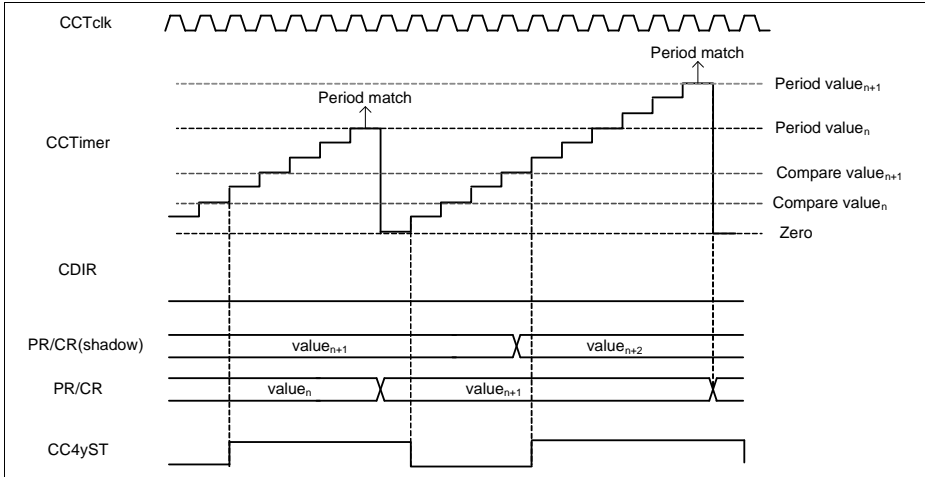 CCTclk
Period match
Period value n+1
Period match
CCTimer
Period value n
Compare value n+1
Compare value n
Zero
CDIR
PR/CR(shadow)
value n+1
value n+2
PR/CR
value n
value n+1
CC4yST